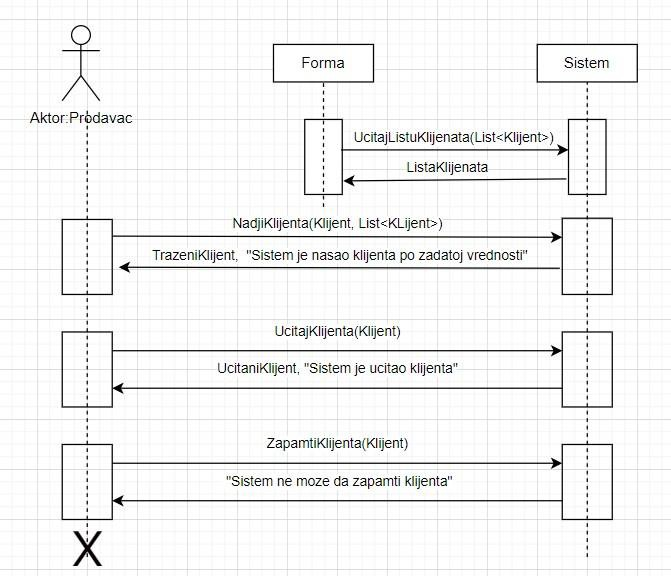 Forma
Sistem
Aktor:Prodavac
UcitajListuKlijenata(List<Klijent>)
ListaKlijenata
NadjiKlijenta(Klijent, List<KLijent>)
TrazeniKlijent, "Sistem je nasao klijenta po zadatoj vrednosti"
UcitajKlijenta(Klijent)
UcitaniKlijent, "Sistem je ucitao klijenta"
ZapamtiKlijenta(Klijent)
"Sistem ne moze da zapamti klijenta"
X